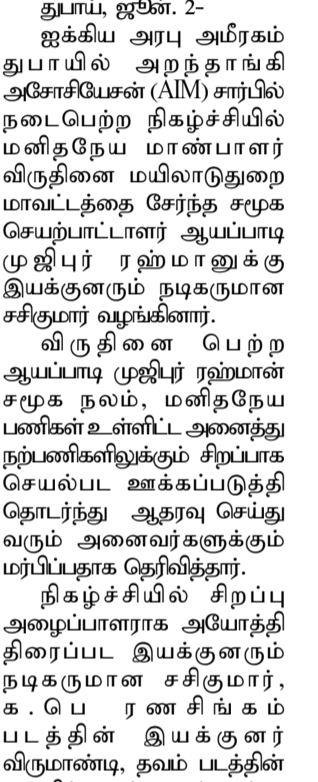 துபாய், ஜூன். 2-
ஐக்கிய அரபு அமீரகம்
துபாயில் அறந்தாங்கி
அசோசியேசன் (AIM) சார்பில்
நடைபெற்ற நிகழ்ச்சியில்
மனிதநேய மாண்பாளர்
விருதினை மயிலாடுதுறை
மாவட்டத்தை சேர்ந்த சமூக
செயற்பாட்டாளர் ஆயப்பாடி
முஜிபுர் ரஹ்மானுக்கு
இயக்குனரும் நடிகருமான
சசிகுமார் வழங்கினார்.
விருதினை பெற்ற
ஆயப்பாடி முஜிபுர் ரஹ்மான்
சமூக நலம், மனிதநேய
பணிகள் உள்ளிட்ட அனைத்து
நற்பணிகளிலுக்கும் சிறப்பாக
செயல்பட ஊக்கப்படுத்தி
தொடர்ந்து ஆதரவு செய்து
வரும் அனைவர்களுக்கும்
மர்பிப்பதாக தெரிவித்தார்.
நிகழ்ச்சியில் சிறப்பு
அழைப்பாளராக அயோத்தி
திரைப்பட இயக்குனரும்
நடிகருமான சசிகுமார்,
க.பெ ரணசிங்கம்
படத்தின் இயக்குனர்
விருமாண்டி, தவம் படத்தின்